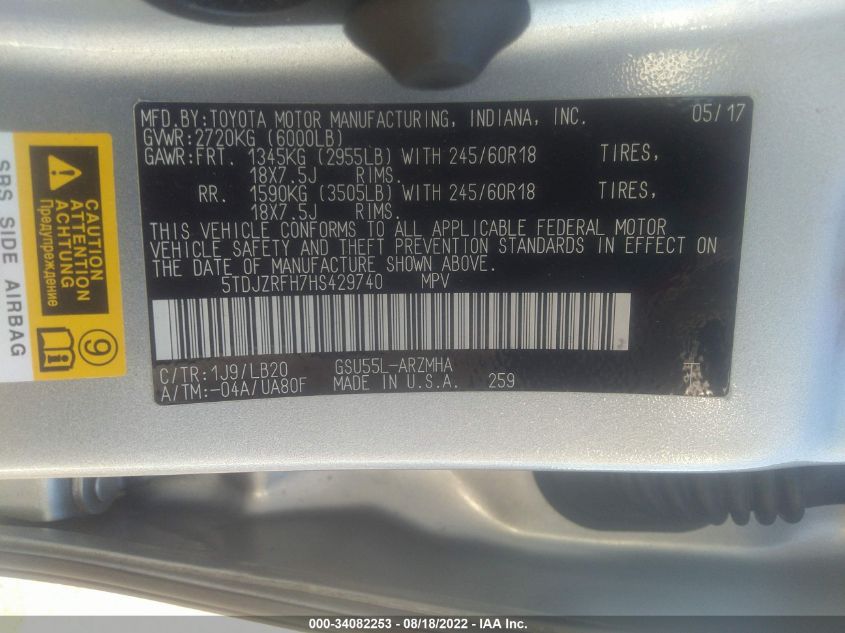 MFD.BY:TOYOTA MOTOR MANUFACTURING, INDIANA, INC. 05/17
GVWR:2720KG (6000LB)
GAWR:FRT. 1345KG (2955LB) WITH 245/60R18 TIRES,
18X7.5J RIMS.
RR. 1590KG (3505LB) WITH 245/60R18 TIRES,
18X7.5J RIMS.
THIS VEHICLE CONFORMS TO ALL APPLICABLE FEDERAL MOTOR
VEHICLE SAFETY AND THEFT PREVENTION STANDARDS IN EFFECT ON
THE DATE OF MANUFACTURE SHOWN ABOVE.
5TDJZRFH7HS429740 MPV
C/TR:1J9/LB20 GSU55L-ARZMHA
A/TM:-04A/UA80F MADE IN U.S.A. 259
SRS SIDE AIRBAG
CAUTION
ATTENTION
ACHTUNG
Предупреждение
9
000-34082253 - 08/18/2022 - IAA Inc.